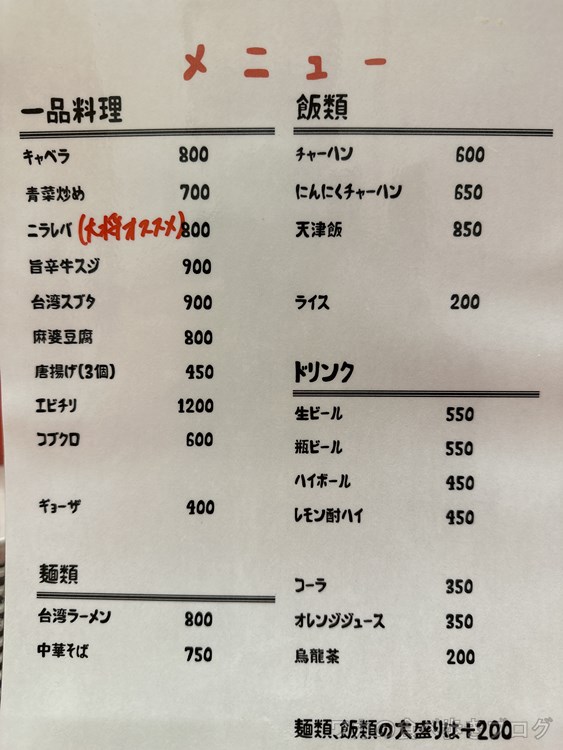 メニュー
一品料理
キャベラ 800
青菜炒め 700
ニラレバ (大将オススメ) 800
旨辛牛スジ 900
台湾スブタ 900
麻婆豆腐 800
唐揚げ(3個) 450
エビチリ 1200
コブクロ 600
ギョーザ 400
麺類
台湾ラーメン 800
中華そば 750
飯類
チャーハン 600
にんにくチャーハン 650
天津飯 850
ライス 200
ドリンク
生ビール 550
瓶ビール 550
ハイボール 450
レモン酎ハイ 450
コーラ 350
オレンジジュース 350
烏龍茶 200
麺類、飯類の大盛りは+200